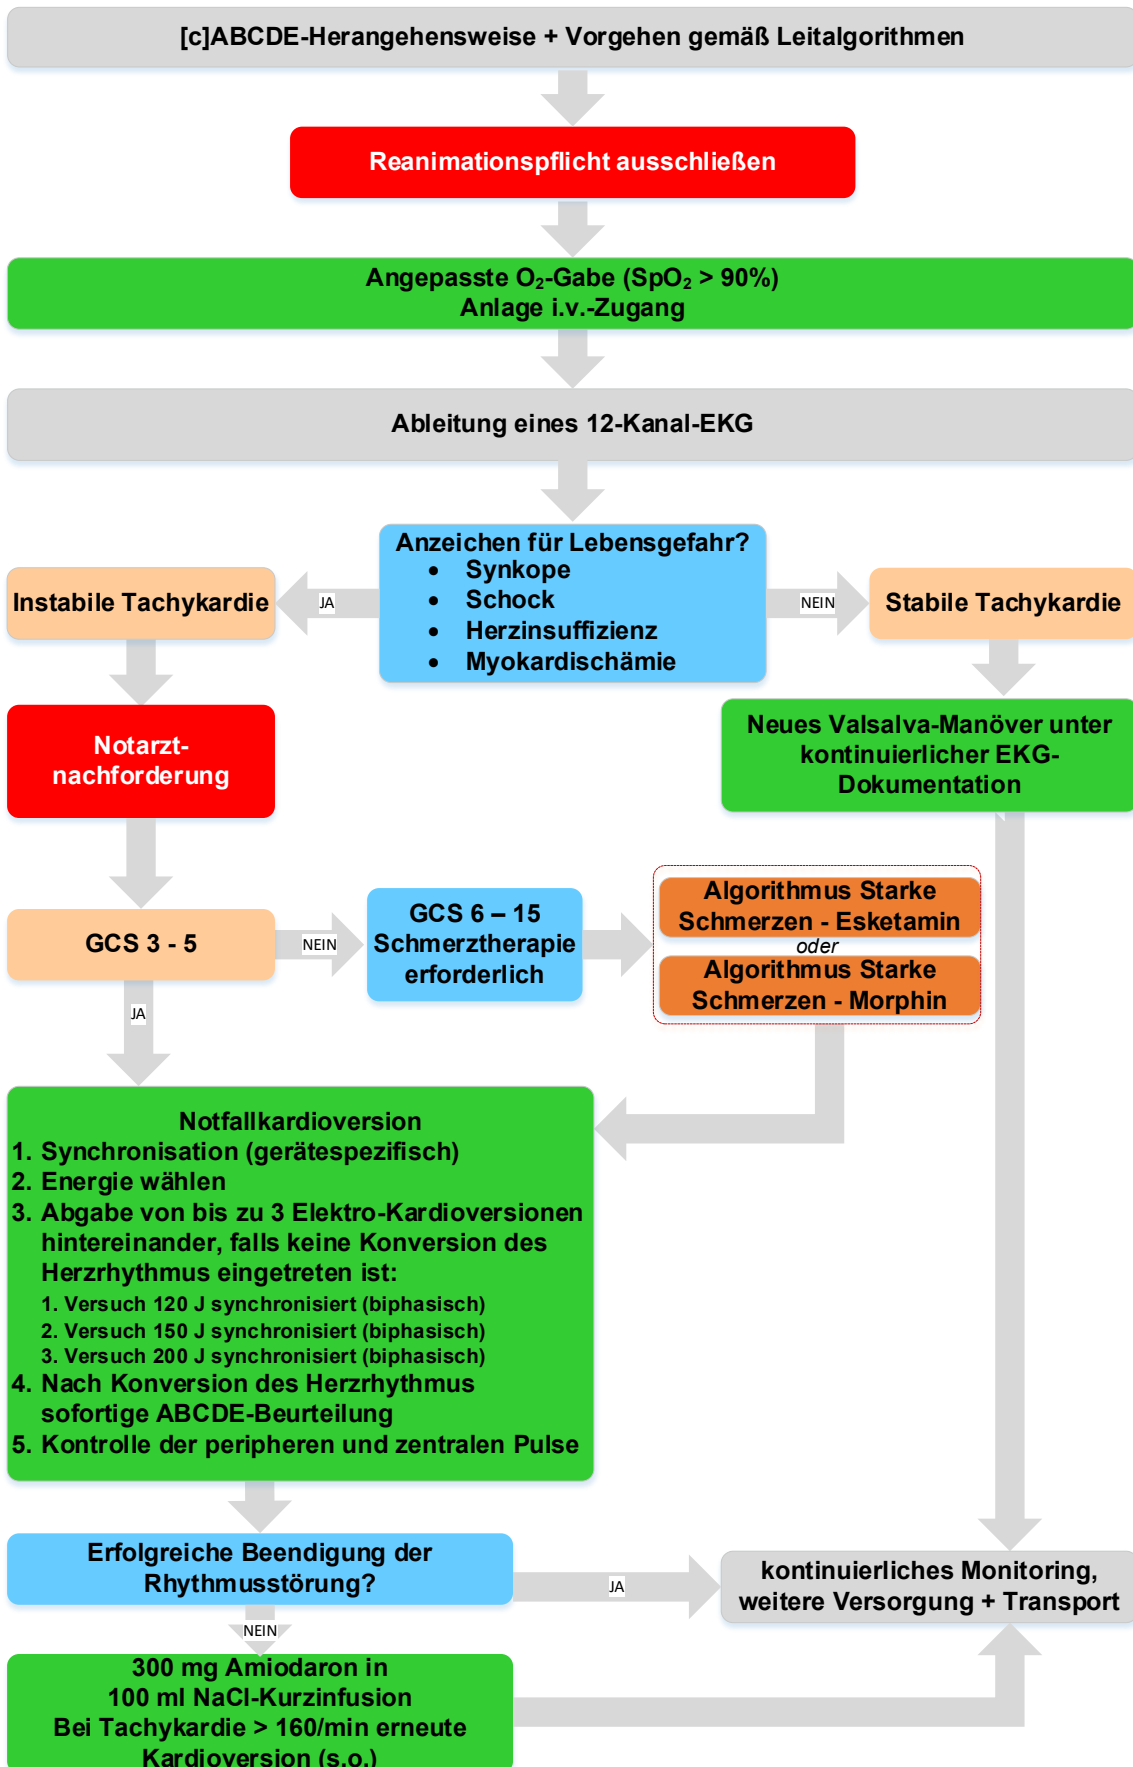 [c]ABCDE-Herangehensweise + Vorgehen gemäß Leitalgorithmen
Reanimationspflicht ausschließen
Angepasste O₂-Gabe (SpO₂ > 90%)
Anlage i.v.-Zugang
Ableitung eines 12-Kanal-EKG
Anzeichen für Lebensgefahr?
• Synkope
• Schock
• Herzinsuffizienz
• Myokardischämie
JA
NEIN
Instabile Tachykardie
Stabile Tachykardie
Notarzt-
nachforderung
Neues Valsalva-Manöver unter
kontinuierlicher EKG-
Dokumentation
GCS 3 - 5
NEIN
GCS 6 – 15
Schmerztherapie
erforderlich
Algorithmus Starke
Schmerzen - Esketamin
oder
Algorithmus Starke
Schmerzen - Morphin
JA
Notfallkardioversion
1. Synchronisation (gerätespezifisch)
2. Energie wählen
3. Abgabe von bis zu 3 Elektro-Kardioversionen
hintereinander, falls keine Konversion des
Herzrhythmus eingetreten ist:
1. Versuch 120 J synchronisiert (biphasisch)
2. Versuch 150 J synchronisiert (biphasisch)
3. Versuch 200 J synchronisiert (biphasisch)
4. Nach Konversion des Herzrhythmus
sofortige ABCDE-Beurteilung
5. Kontrolle der peripheren und zentralen Pulse
Erfolgreiche Beendigung der
Rhythmusstörung?
JA
kontinuierliches Monitoring,
weitere Versorgung + Transport
NEIN
300 mg Amiodaron in
100 ml NaCl-Kurzinfusion
Bei Tachykardie > 160/min erneute
Kardioversion (s.o.)